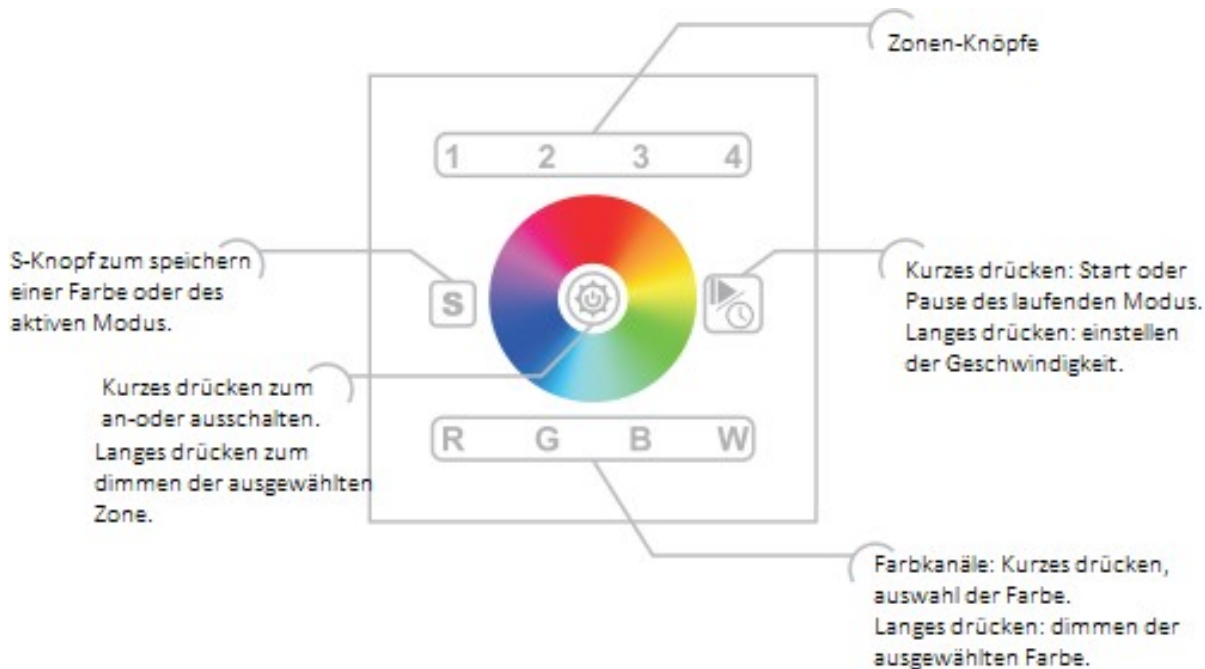 Zonen-Knöpfe
1 2 3 4
S-Knopf zum speichern
einer Farbe oder des
aktiven Modus.
S
Kurzes drücken: Start oder
Pause des laufenden Modus.
Langes drücken: einstellen
der Geschwindigkeit.
Kurzes drücken zum
an-oder ausschalten.
Langes drücken zum
dimmen der ausgewählten
Zone.
R G B W
Farbkanäle: Kurzes drücken,
auswahl der Farbe.
Langes drücken: dimmen der
ausgewählten Farbe.